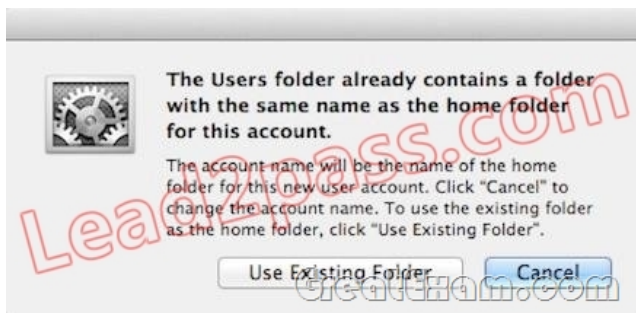 The Users folder already contains a folder
with the same name as the home folder
for this account.
The account name will be the name of the home
folder for this new user account. Click "Cancel" to
change the account name. To use the existing folder
as the home folder, click "Use Existing Folder".
Use Existing Folder
Cancel
Lead2pass.com
GreatExam.com